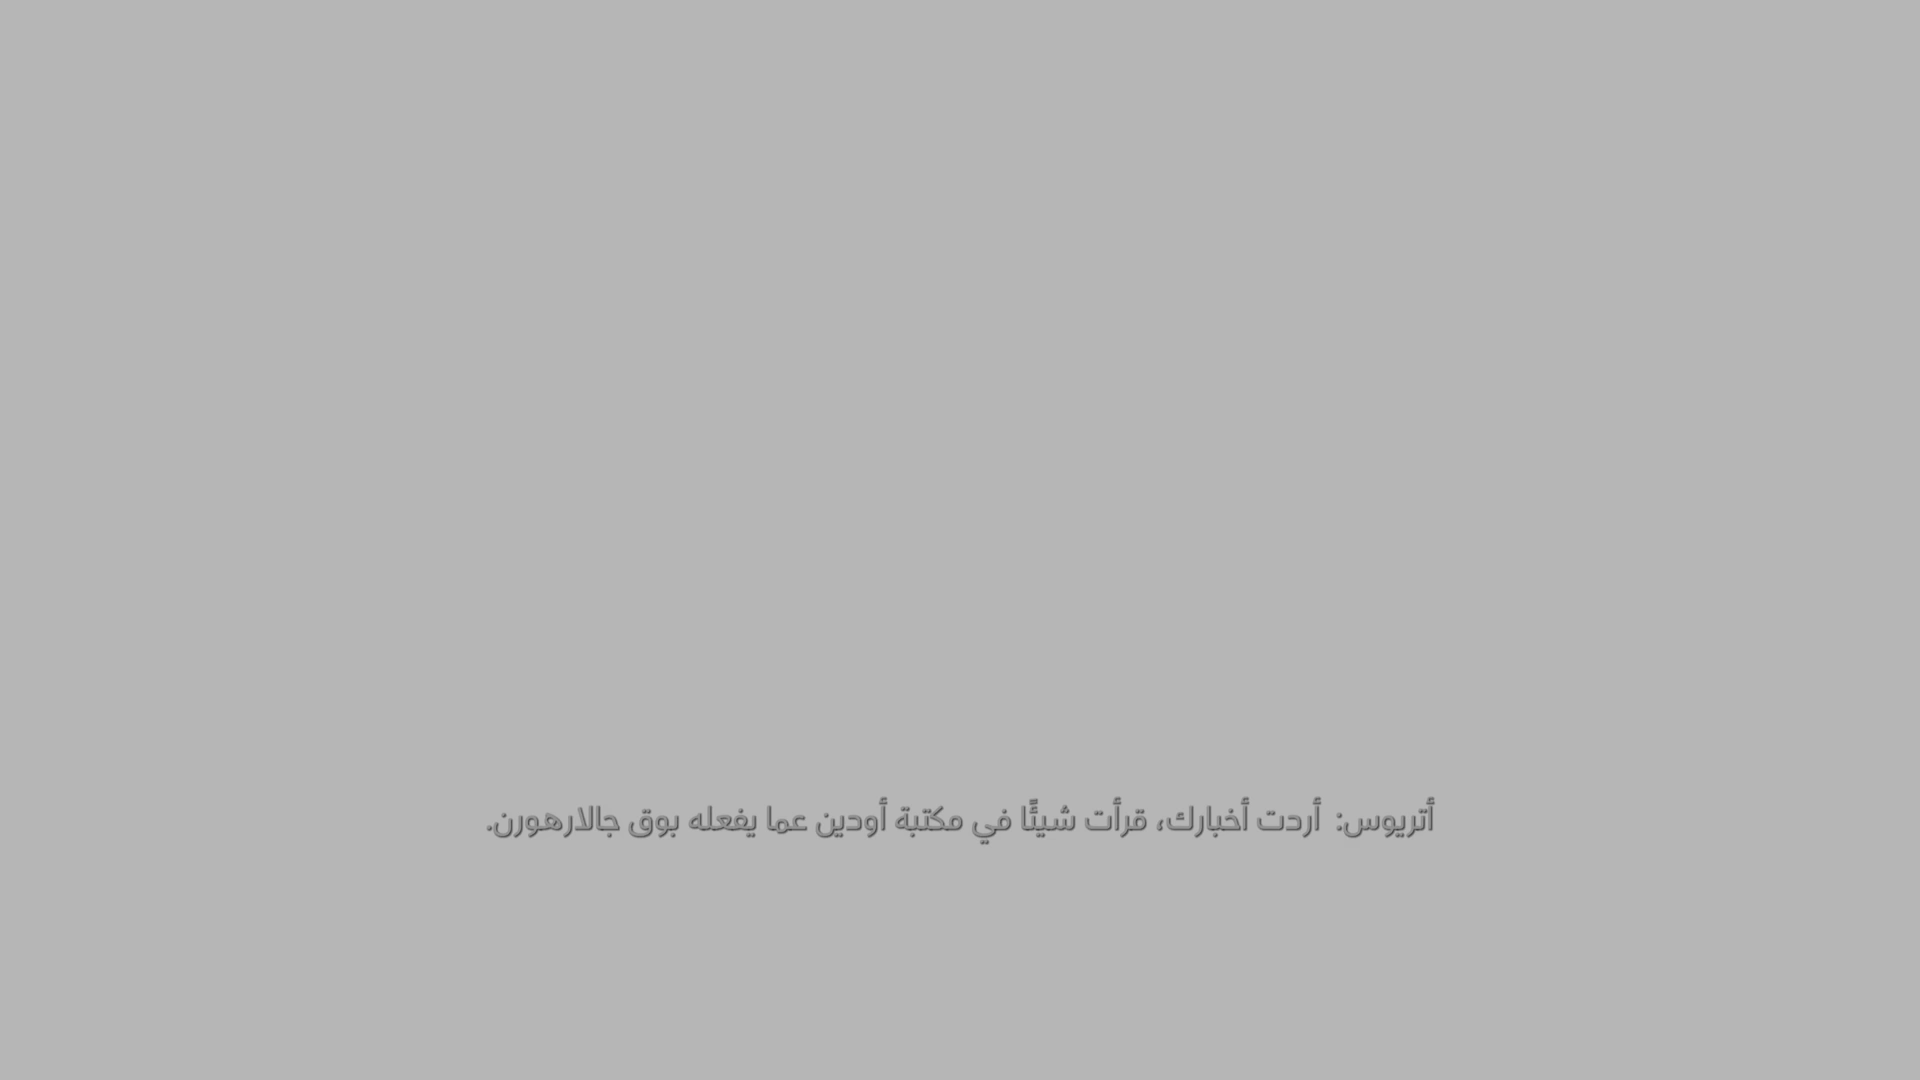 أتريوس:  أردت أخبارك، قرأت شيئًا في مكتبة أودين عما يفعله بوق جالارهورن.